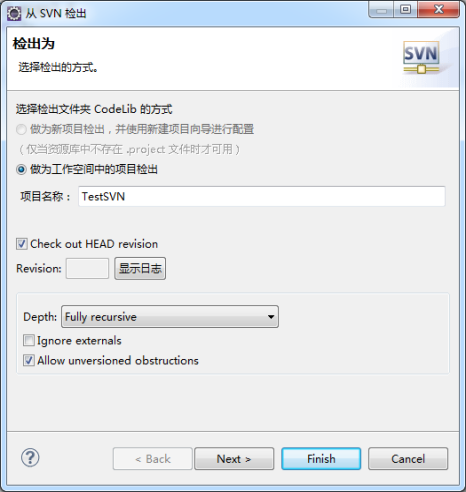 从 SVN 检出
检出为
选择检出的方式。
SVN
选择检出文件夹 CodeLib 的方式
做为新项目检出，并使用新建项目向导进行配置
（仅当资源库中不存在 .project 文件时才可用）
做为工作空间中的项目检出
项目名称： TestSVN
Check out HEAD revision
Revision: 显示日志
Depth: Fully recursive
Ignore externals
Allow unversioned obstructions
? < Back Next > Finish Cancel